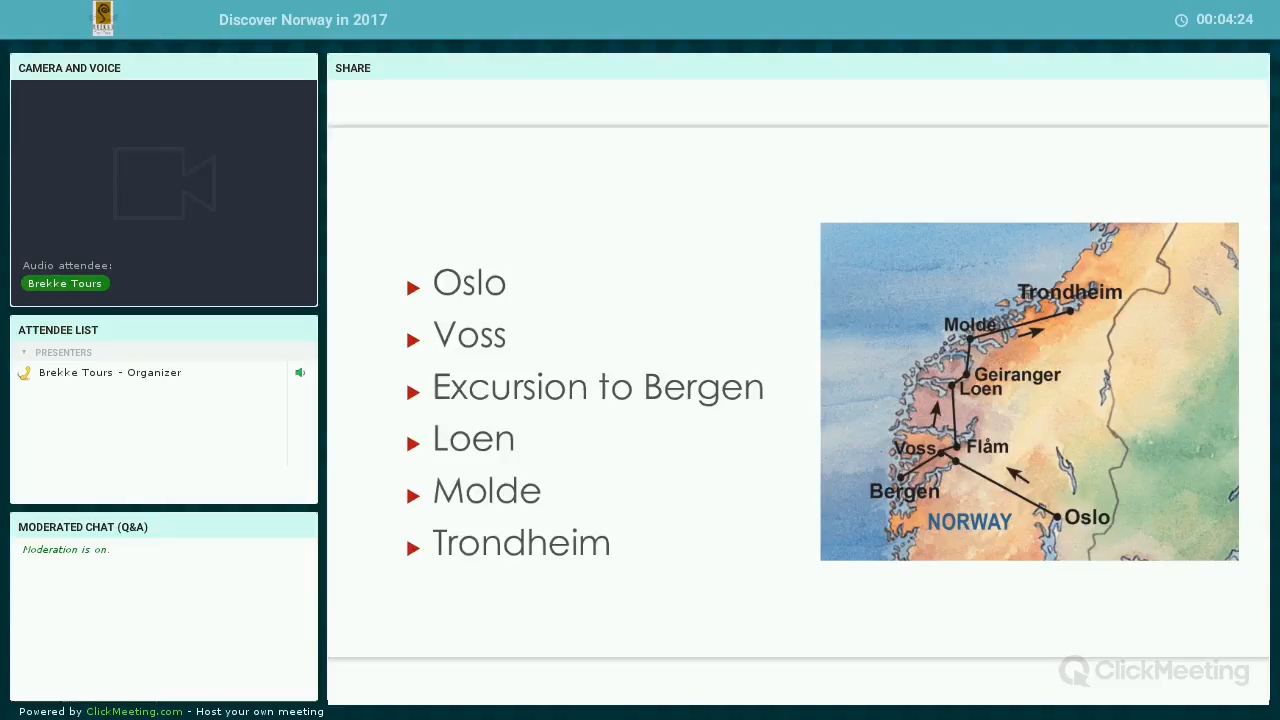 Discover Norway in 2017
00:04:24
CAMERA AND VOICE
Audio attendee:
Brekke Tours
ATTENDEE LIST
PRESENTERS
Brekke Tours - Organizer
MODERATED CHAT (Q&A)
Moderation is on.
Powered by ClickMeeting.com - Host your own meeting
SHARE
Oslo
Voss
Excursion to Bergen
Loen
Molde
Trondheim
Trondheim
Molde
Geiranger
Loen
Voss
Flåm
Bergen
NORWAY
Oslo
ClickMeeting